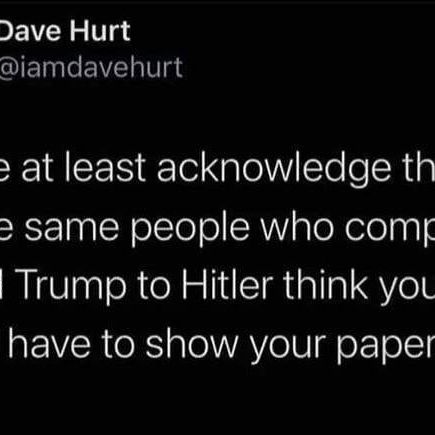 Dave Hurt
@iamdavehurt
e at least acknowledge th
e same people who comp
Trump to Hitler think you
have to show your paper